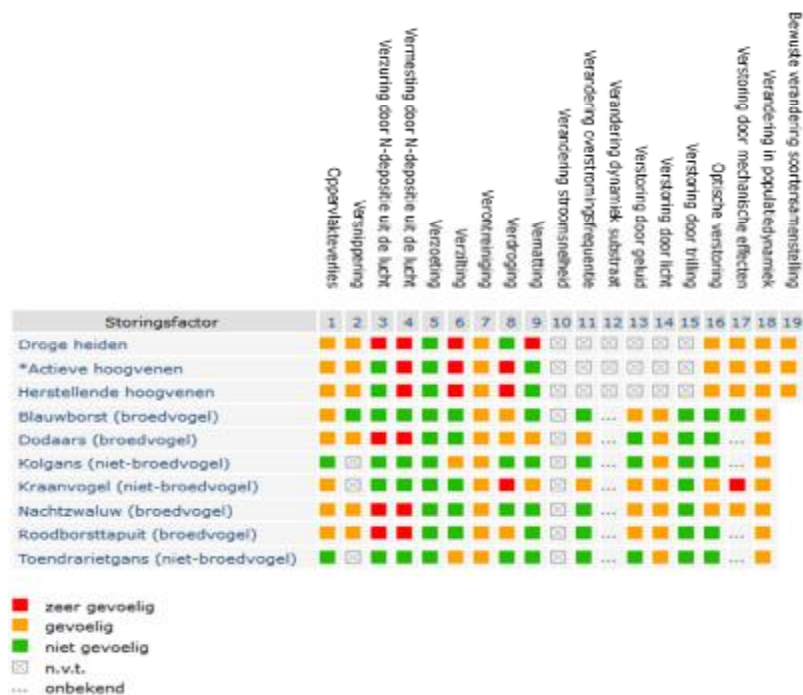 Oppervlakteverlies
Versnippering
Verzuring door N-depositie uit de lucht
Vermesting door N-depositie uit de lucht
Verzoeting
Verzilting
Verontreiniging
Verdroging
Vernatting
Verandering stroomsnelheid
Verandering overstromingsfrequentie
Verandering dynamiek substraat
Verstoring door geluid
Verstoring door licht
Verstoring door trilling
Optische verstoring
Verstoring door mechanische effecten
Verandering in populatiedynamiek
Bewuste verandering soortensamenstelling
Storingsfactor 1 2 3 4 5 6 7 8 9 10 11 12 13 14 15 16 17 18 19
Droge heiden
*Actieve hoogvenen
Herstellende hoogvenen
Blauwborst (broedvogel) ...
Dodaars (broedvogel) ... ...
Kolgans (niet-broedvogel) ... ...
Kraanvogel (niet-broedvogel) ...
Nachtzwaluw (broedvogel) ...
Roodborsttapuit (broedvogel) ... ...
Toendrarietgans (niet-broedvogel) ... ...
zeer gevoelig
gevoelig
niet gevoelig
n.v.t.
... onbekend